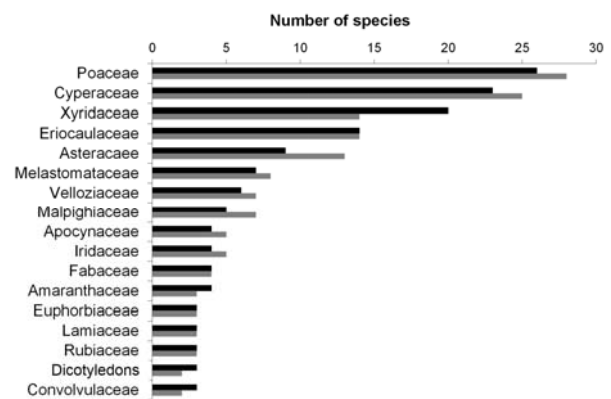 Number of species
0 5 10 15 20 25 30
Poaceae
Cyperaceae
Xyridaceae
Eriocaulaceae
Asteracaee
Melastomataceae
Velloziaceae
Malpighiaceae
Apocynaceae
Iridaceae
Fabaceae
Amaranthaceae
Euphorbiaceae
Lamiaceae
Rubiaceae
Dicotyledons
Convolvulaceae